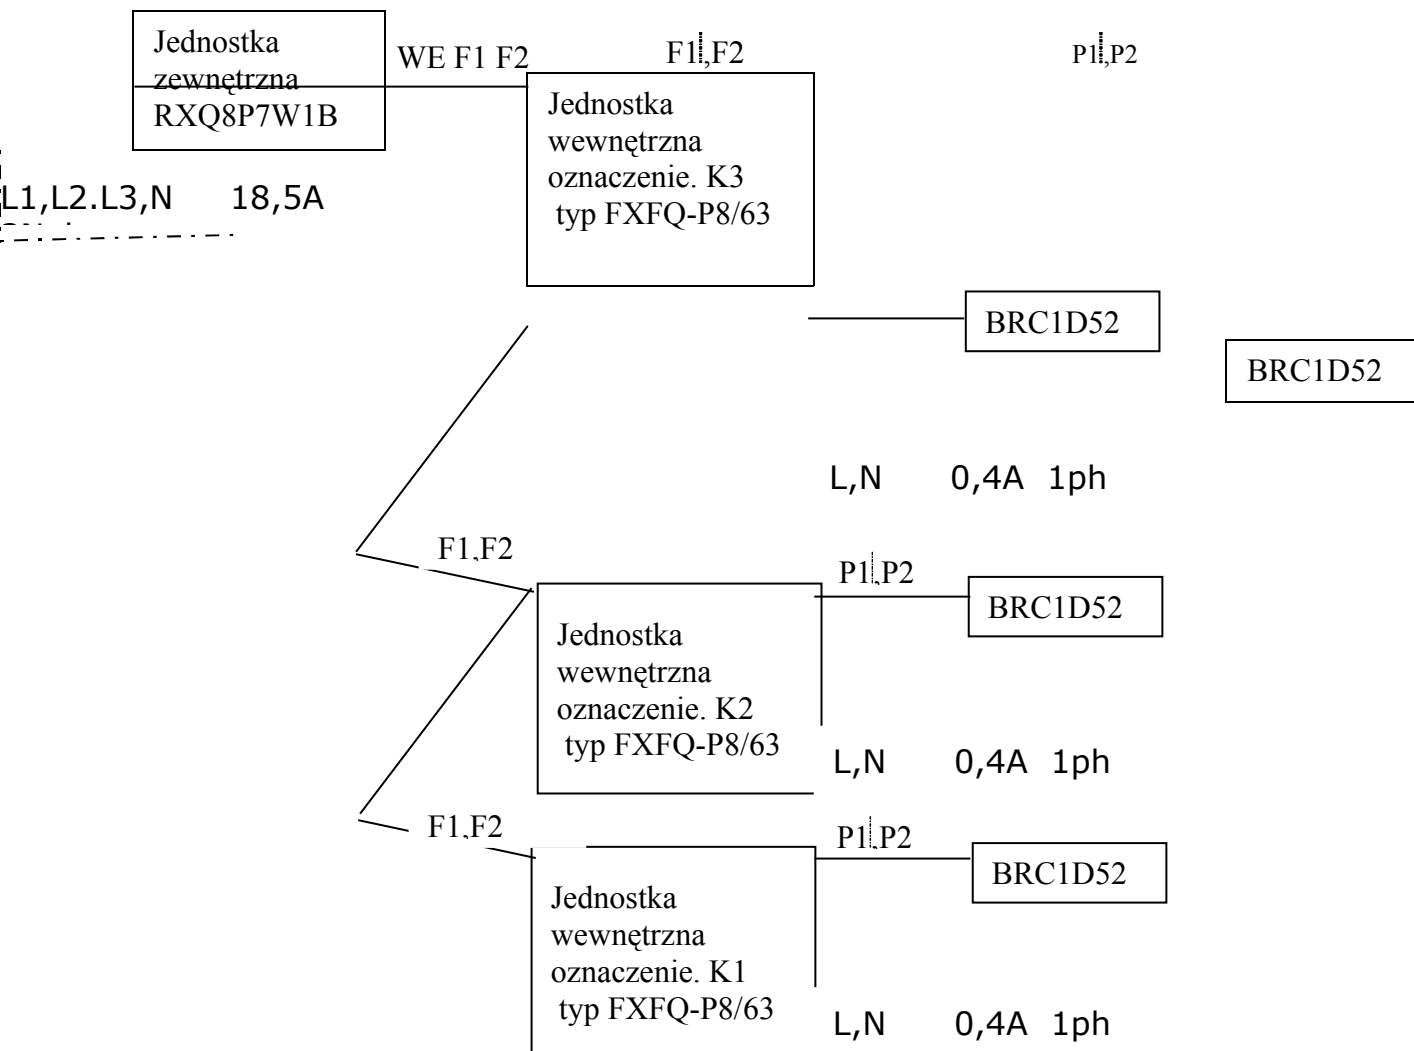 Jednostka
zewnętrzna
RXQ8P7W1B
WE F1 F2
F1,F2
P1,P2
Jednostka
wewnętrzna
oznaczenie. K3
typ FXFQ-P8/63
L1,L2.L3,N 18,5A
BRC1D52
BRC1D52
L,N 0,4A 1ph
F1,F2
P1,P2
BRC1D52
Jednostka
wewnętrzna
oznaczenie. K2
typ FXFQ-P8/63
L,N 0,4A 1ph
F1,F2
P1,P2
BRC1D52
Jednostka
wewnętrzna
oznaczenie. K1
typ FXFQ-P8/63
L,N 0,4A 1ph